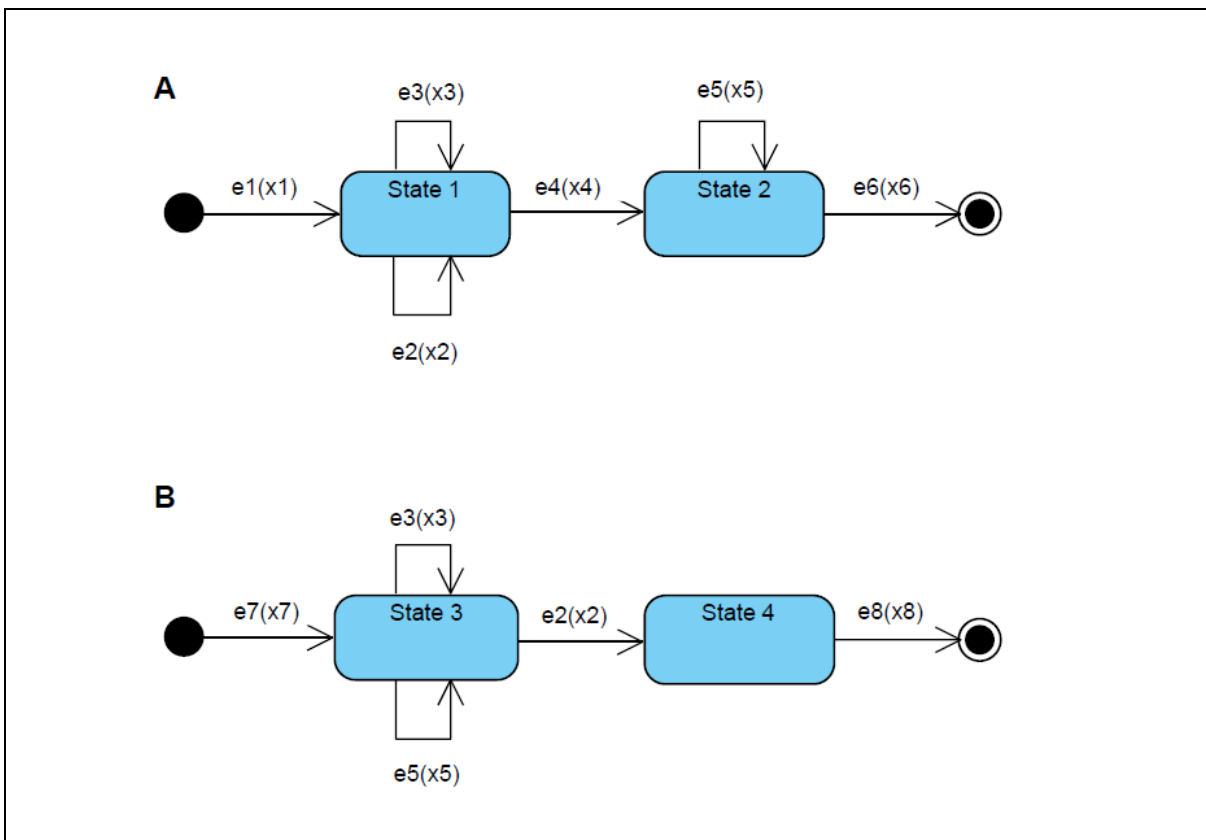 A
e3(x3)
e5(x5)
e1(x1)
State 1
e4(x4)
State 2
e6(x6)
e2(x2)
B
e3(x3)
e7(x7)
State 3
e2(x2)
State 4
e8(x8)
e5(x5)